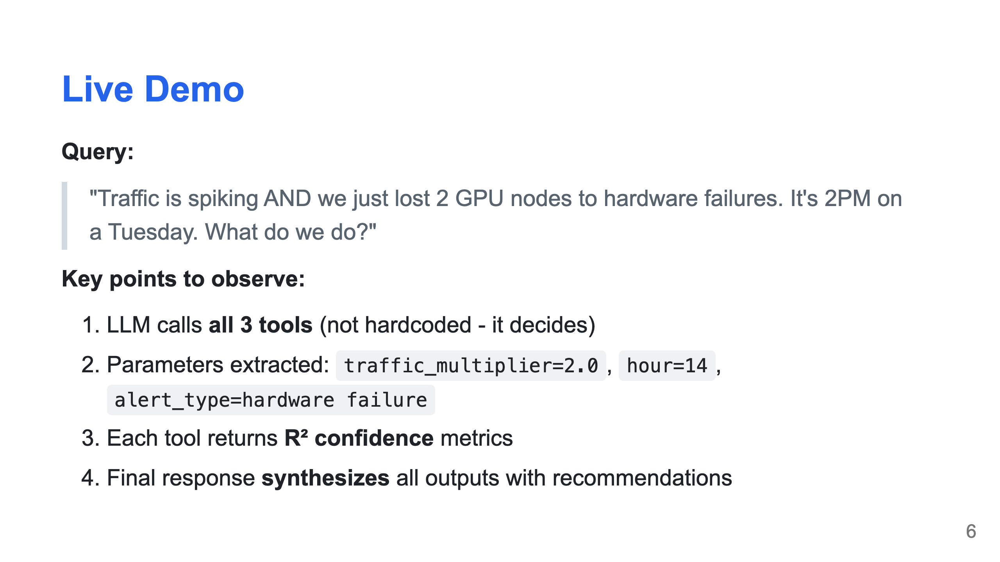 Live Demo
Query:
"Traffic is spiking AND we just lost 2 GPU nodes to hardware failures. It's 2PM on
a Tuesday. What do we do?"
Key points to observe:
1. LLM calls all 3 tools (not hardcoded - it decides)
2. Parameters extracted: traffic_multiplier=2.0, hour=14,
alert_type=hardware failure
3. Each tool returns R² confidence metrics
4. Final response synthesizes all outputs with recommendations
6